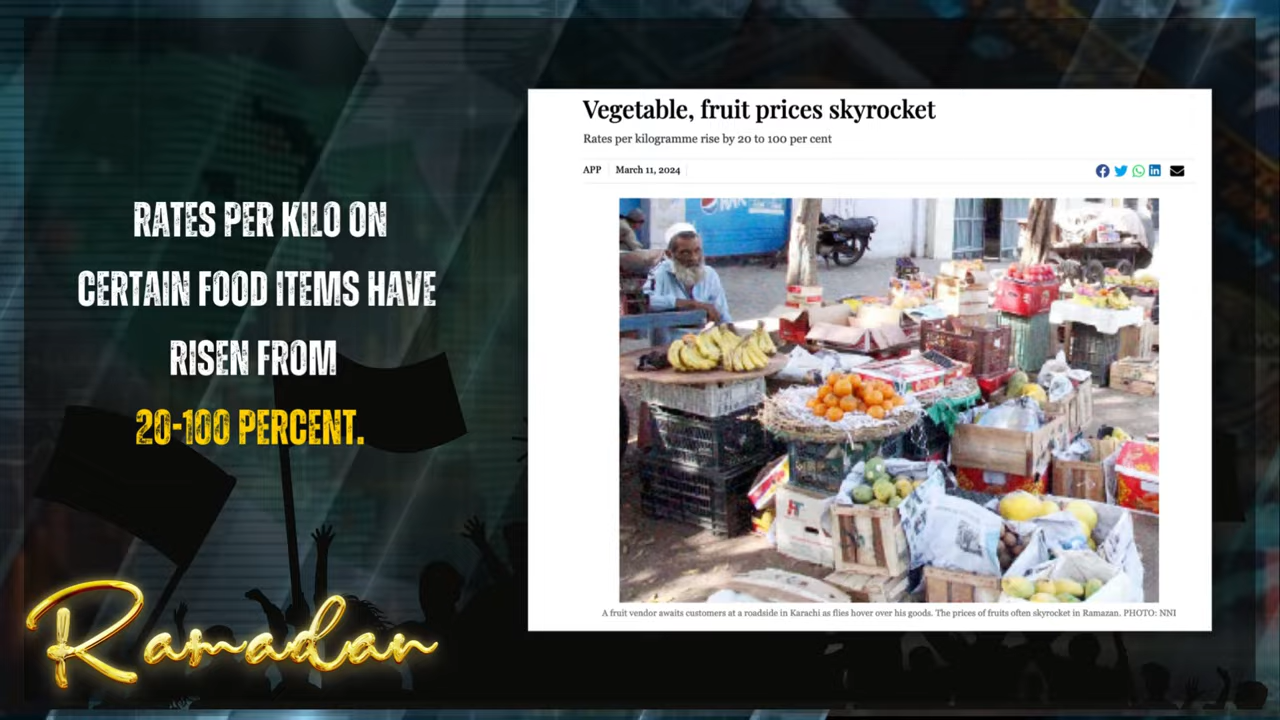 RATES PER KILO ON
CERTAIN FOOD ITEMS HAVE
RISEN FROM
20-100 PERCENT.
Ramadan
Vegetable, fruit prices skyrocket
Rates per kilogramme rise by 20 to 100 per cent
APP March 11, 2024
A fruit vendor awaits customers at a roadside in Karachi as flies hover over his goods. The prices of fruits often skyrocket in Ramazan. PHOTO: NNI